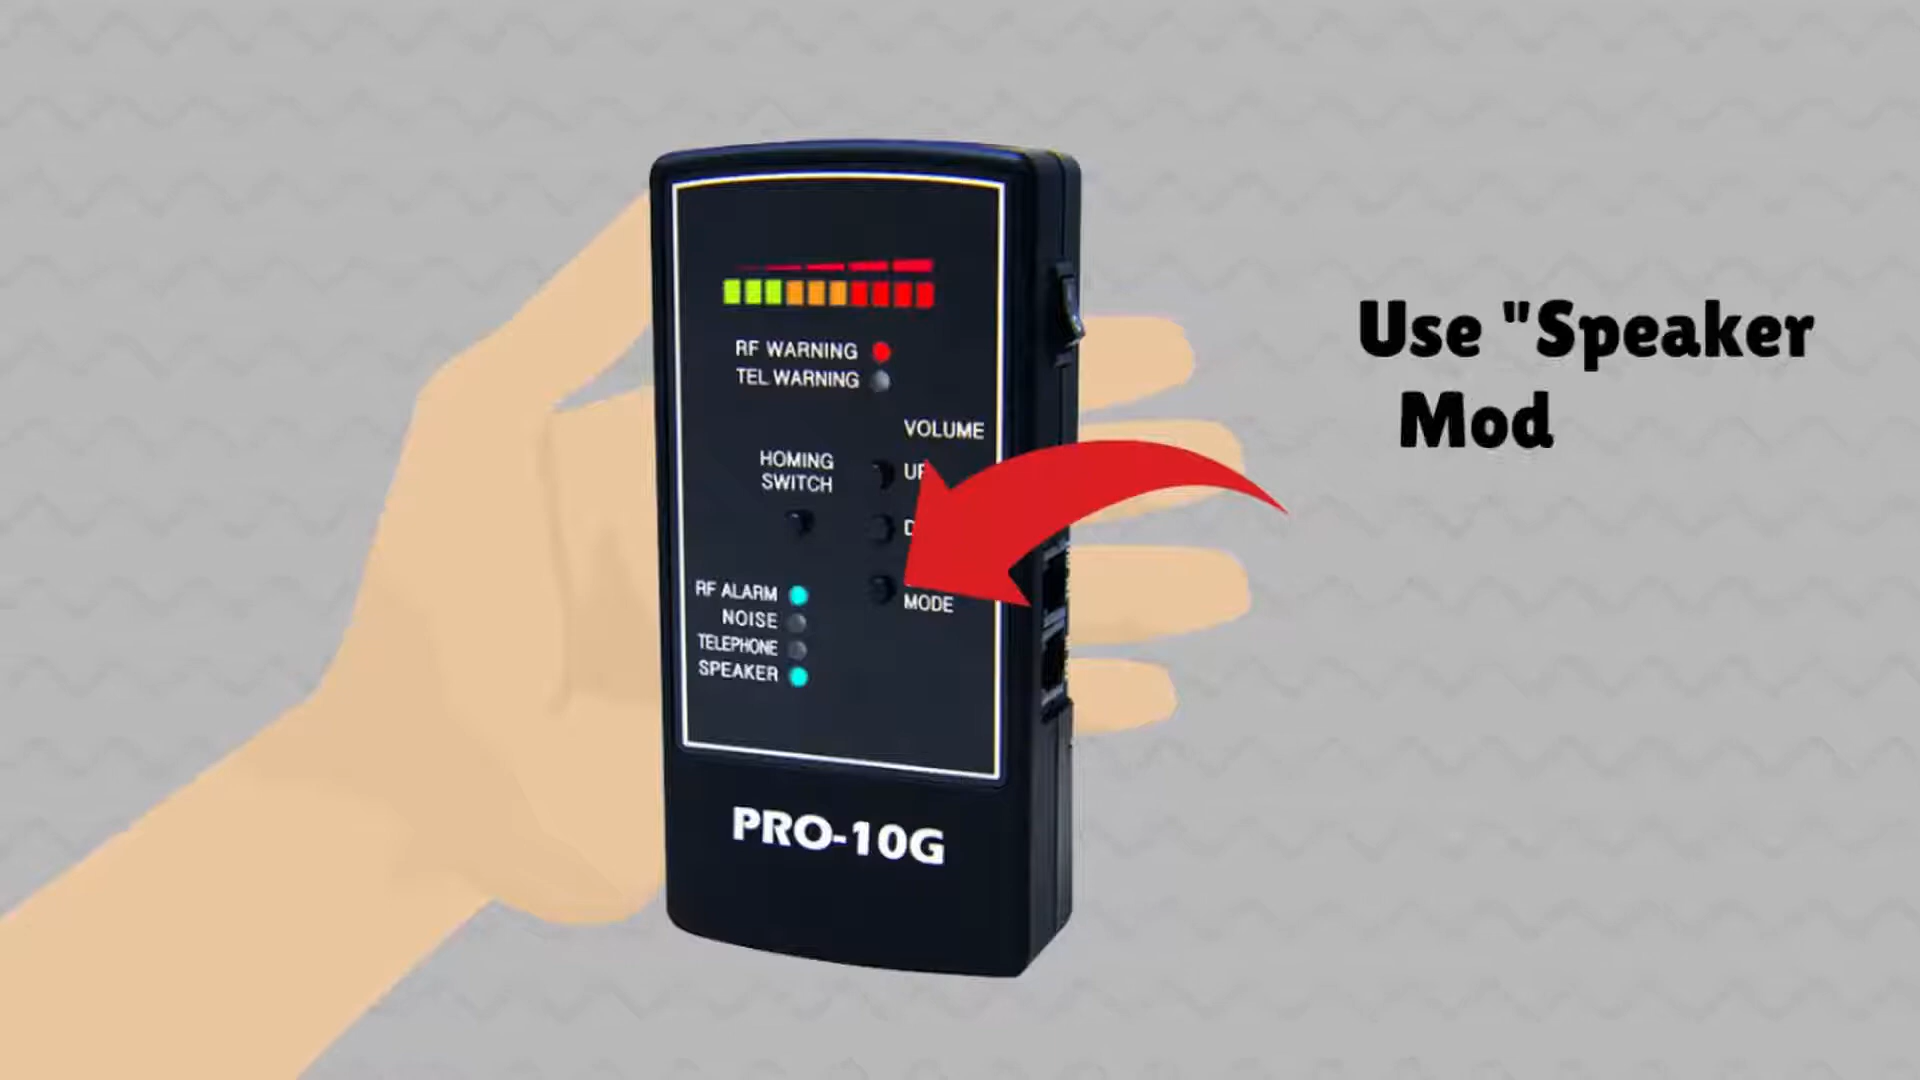 Use "Speaker
Mod
RF WARNING
TEL WARNING
VOLUME
HOMING
SWITCH
RF ALARM
NOISE
TELEPHONE
SPEAKER
MODE
PRO-10G